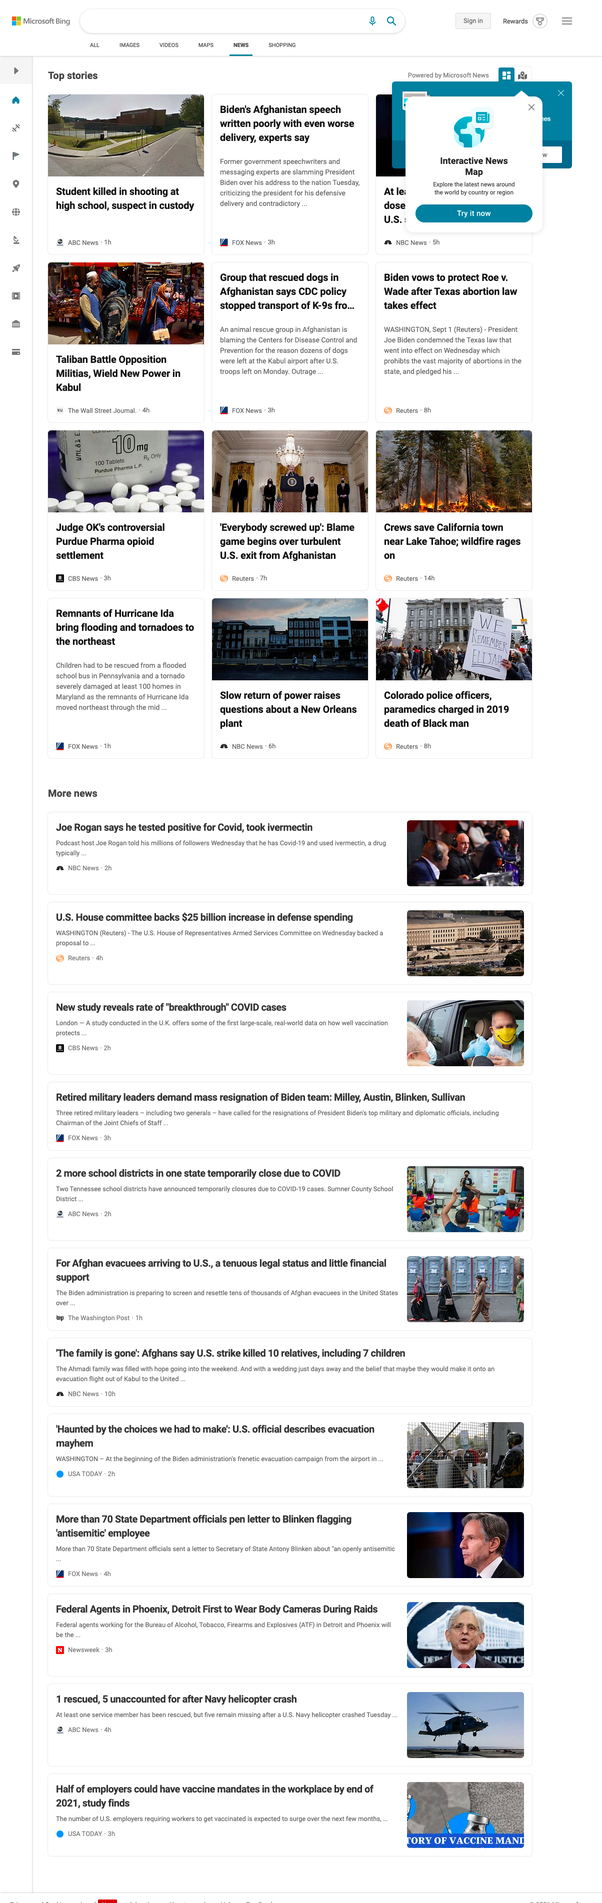 Microsoft Bing
Sign in
Rewards
ALL
IMAGES
VIDEOS
MAPS
NEWS
SHOPPING
Top stories
Powered by Microsoft News
Interactive News
Map
Explore the latest news around
the world by country or region
Try it now
Student killed in shooting at
high school, suspect in custody
ABC News · 1h
Biden's Afghanistan speech
written poorly with even worse
delivery, experts say
Former government speechwriters and
messaging experts are slamming President
Biden over his address to the nation Tuesday,
criticizing the president for his defensive
delivery and contradictory ...
FOX News · 3h
At lea
dose
U.S. s
NBC News · 5h
Taliban Battle Opposition
Militias, Wield New Power in
Kabul
The Wall Street Journal. · 4h
Group that rescued dogs in
Afghanistan says CDC policy
stopped transport of K-9s fro...
An animal rescue group in Afghanistan is
blaming the Centers for Disease Control and
Prevention for the reason dozens of dogs
were left at the Kabul airport after U.S.
troops left on Monday. Outrage ...
FOX News · 3h
Biden vows to protect Roe v.
Wade after Texas abortion law
takes effect
WASHINGTON, Sept 1 (Reuters) - President
Joe Biden condemned the Texas law that
went into effect on Wednesday which
prohibits the vast majority of abortions in the
state, and pledged his ...
Reuters · 8h
10 mg
100 Tablets
Rx Only
Purdue Pharma L.P.
Judge OK's controversial
Purdue Pharma opioid
settlement
CBS News · 3h
'Everybody screwed up': Blame
game begins over turbulent
U.S. exit from Afghanistan
Reuters · 7h
Crews save California town
near Lake Tahoe; wildfire rages
on
Reuters · 14h
Remnants of Hurricane Ida
bring flooding and tornadoes to
the northeast
Children had to be rescued from a flooded
school bus in Pennsylvania and a tornado
severely damaged at least 100 homes in
Maryland as the remnants of Hurricane Ida
moved northeast through the mid ...
FOX News · 1h
Slow return of power raises
questions about a New Orleans
plant
NBC News · 6h
WE
REMEMBER
ELIJAH
Colorado police officers,
paramedics charged in 2019
death of Black man
Reuters · 8h
More news
Joe Rogan says he tested positive for Covid, took ivermectin
Podcast host Joe Rogan told his millions of followers Wednesday that he has Covid-19 and used ivermectin, a drug
typically ...
NBC News · 2h
U.S. House committee backs $25 billion increase in defense spending
WASHINGTON (Reuters) - The U.S. House of Representatives Armed Services Committee on Wednesday backed a
proposal to ...
Reuters · 4h
New study reveals rate of "breakthrough" COVID cases
London — A study conducted in the U.K. offers some of the first large-scale, real-world data on how well vaccination
protects ...
CBS News · 2h
Retired military leaders demand mass resignation of Biden team: Milley, Austin, Blinken, Sullivan
Three retired military leaders – including two generals – have called for the resignations of President Biden's top military and diplomatic officials, including
Chairman of the Joint Chiefs of Staff ...
FOX News · 3h
2 more school districts in one state temporarily close due to COVID
Two Tennessee school districts have announced temporarily closures due to COVID-19 cases. Sumner County School
District ...
ABC News · 2h
For Afghan evacuees arriving to U.S., a tenuous legal status and little financial
support
The Biden administration is preparing to screen and resettle tens of thousands of Afghan evacuees in the United States
over ...
The Washington Post · 1h
'The family is gone': Afghans say U.S. strike killed 10 relatives, including 7 children
The Ahmadi family was filled with hope going into the weekend. And with a wedding just days away and the belief that maybe they would make it onto an
evacuation flight out of Kabul to the United ...
NBC News · 10h
'Haunted by the choices we had to make': U.S. official describes evacuation
mayhem
WASHINGTON – At the beginning of the Biden administration's frenetic evacuation campaign from the airport in ...
USA TODAY · 2h
More than 70 State Department officials pen letter to Blinken flagging
'antisemitic' employee
More than 70 State Department officials sent a letter to Secretary of State Antony Blinken about "an openly antisemitic
...
FOX News · 4h
Federal Agents in Phoenix, Detroit First to Wear Body Cameras During Raids
Federal agents working for the Bureau of Alcohol, Tobacco, Firearms and Explosives (ATF) in Detroit and Phoenix will
be the ...
Newsweek · 3h
1 rescued, 5 unaccounted for after Navy helicopter crash
At least one service member has been rescued, but five remain missing after a U.S. Navy helicopter crashed Tuesday ...
ABC News · 4h
Half of employers could have vaccine mandates in the workplace by end of
2021, study finds
The number of U.S. employers requiring workers to get vaccinated is expected to surge over the next few months, ...
USA TODAY · 3h
TORY OF VACCINE MAND